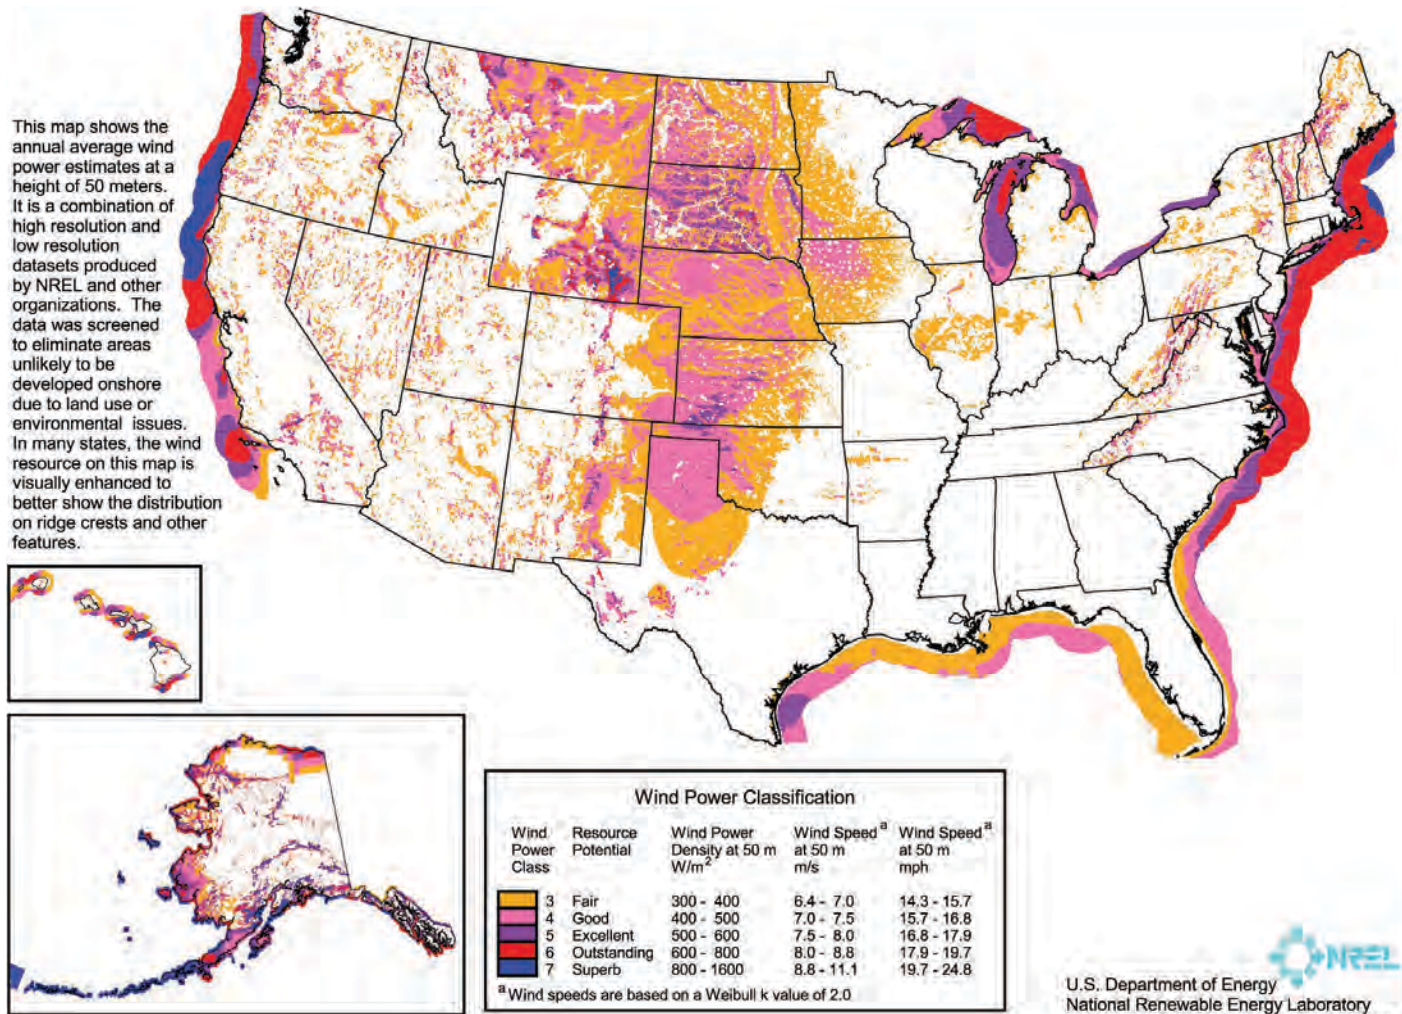 This map shows the
annual average wind
power estimates at a
height of 50 meters.
It is a combination of
high resolution and
low resolution
datasets produced
by NREL and other
organizations. The
data was screened
to eliminate areas
unlikely to be
developed onshore
due to land use or
environmental issues.
In many states, the wind
resource on this map is
visually enhanced to
better show the distribution
on ridge crests and other
features.
Wind Power Classification
Wind Resource Wind Power Wind Speed a Wind Speed a
Power Potential Density at 50 m at 50 m at 50 m
Class W/m2 m/s mph
3 Fair 300 - 400 6.4 - 7.0 14.3 - 15.7
4 Good 400 - 500 7.0 - 7.5 15.7 - 16.8
5 Excellent 500 - 600 7.5 - 8.0 16.8 - 17.9
6 Outstanding 600 - 800 8.0 - 8.8 17.9 - 19.7
7 Superb 800 - 1600 8.8 - 11.1 19.7 - 24.8
a Wind speeds are based on a Weibull k value of 2.0
NREL
U.S. Department of Energy
National Renewable Energy Laboratory